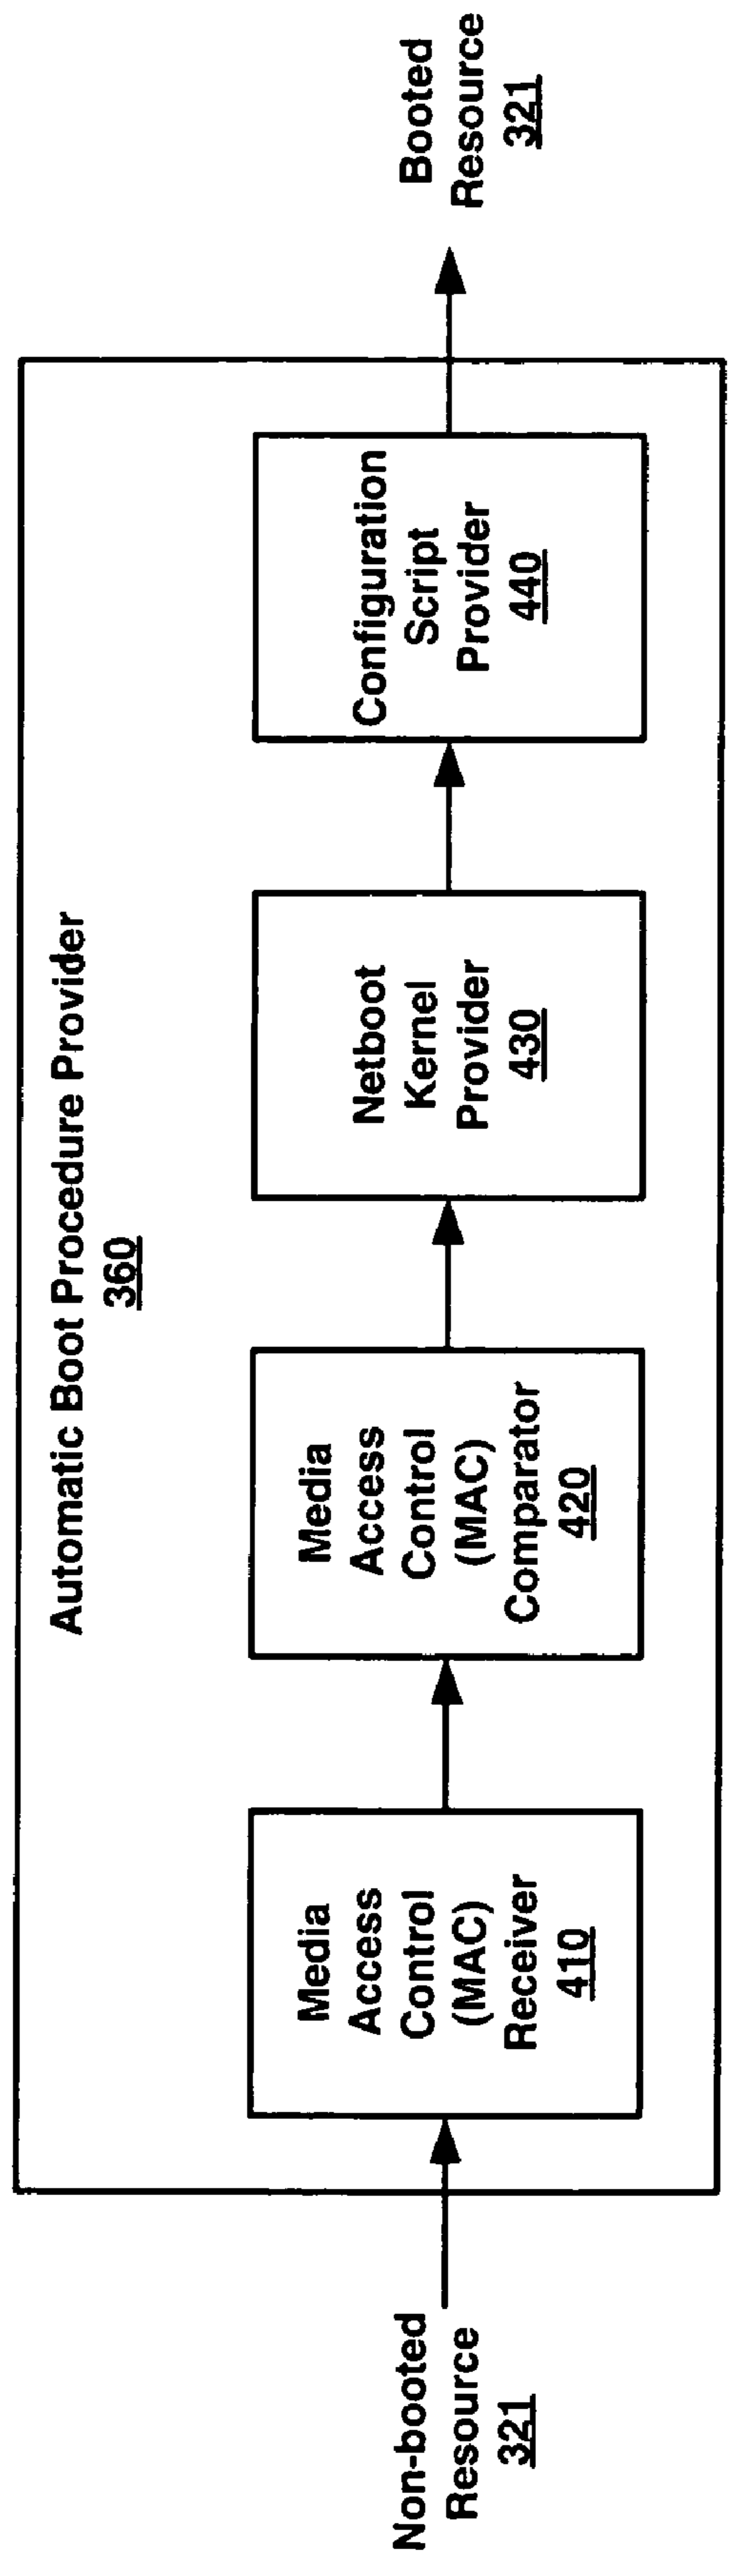 Automatic Boot Procedure Provider
360
Non-booted
Resource
321
Media
Access
Control
(MAC)
Receiver
410
Media
Access
Control
(MAC)
Comparator
420
Netboot
Kernel
Provider
430
Configuration
Script
Provider
440
Booted
Resource
321